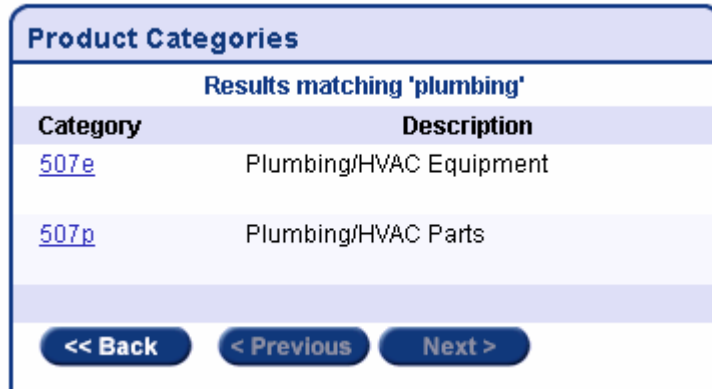 Product Categories
Results matching 'plumbing'
Category Description
507e Plumbing/HVAC Equipment
507p Plumbing/HVAC Parts
<< Back < Previous Next >